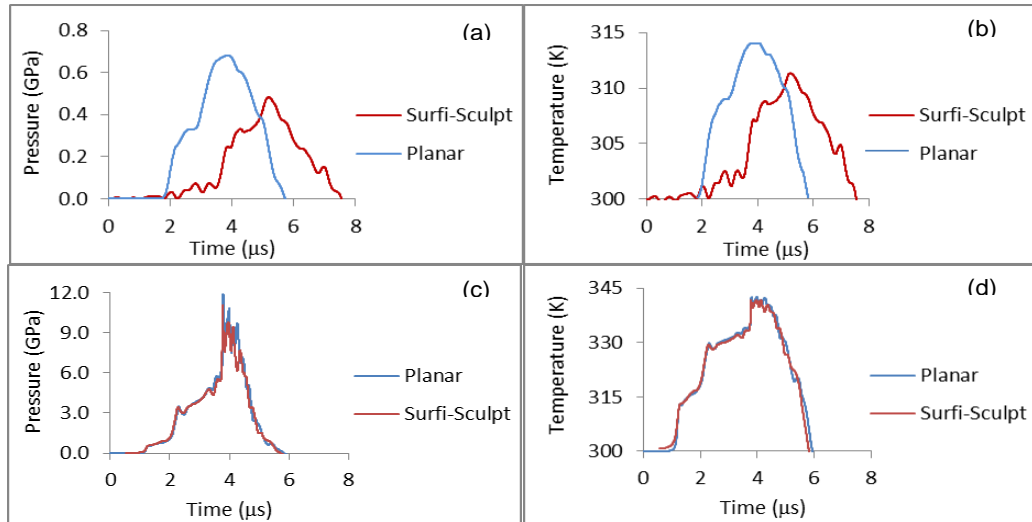 (a)
Pressure (GPa)
0.8
0.6
0.4
0.2
0.0
0 2 4 6 8
Time (µs)
Surfi-Sculpt
Planar
(b)
Temperature (K)
315
310
305
300
0 2 4 6 8
Time (µs)
Surfi-Sculpt
Planar
(c)
Pressure (GPa)
12.0
9.0
6.0
3.0
0.0
0 2 4 6 8
Time (µs)
Planar
Surfi-Sculpt
(d)
Temperature (K)
345
330
315
300
0 2 4 6 8
Time (µs)
Planar
Surfi-Sculpt